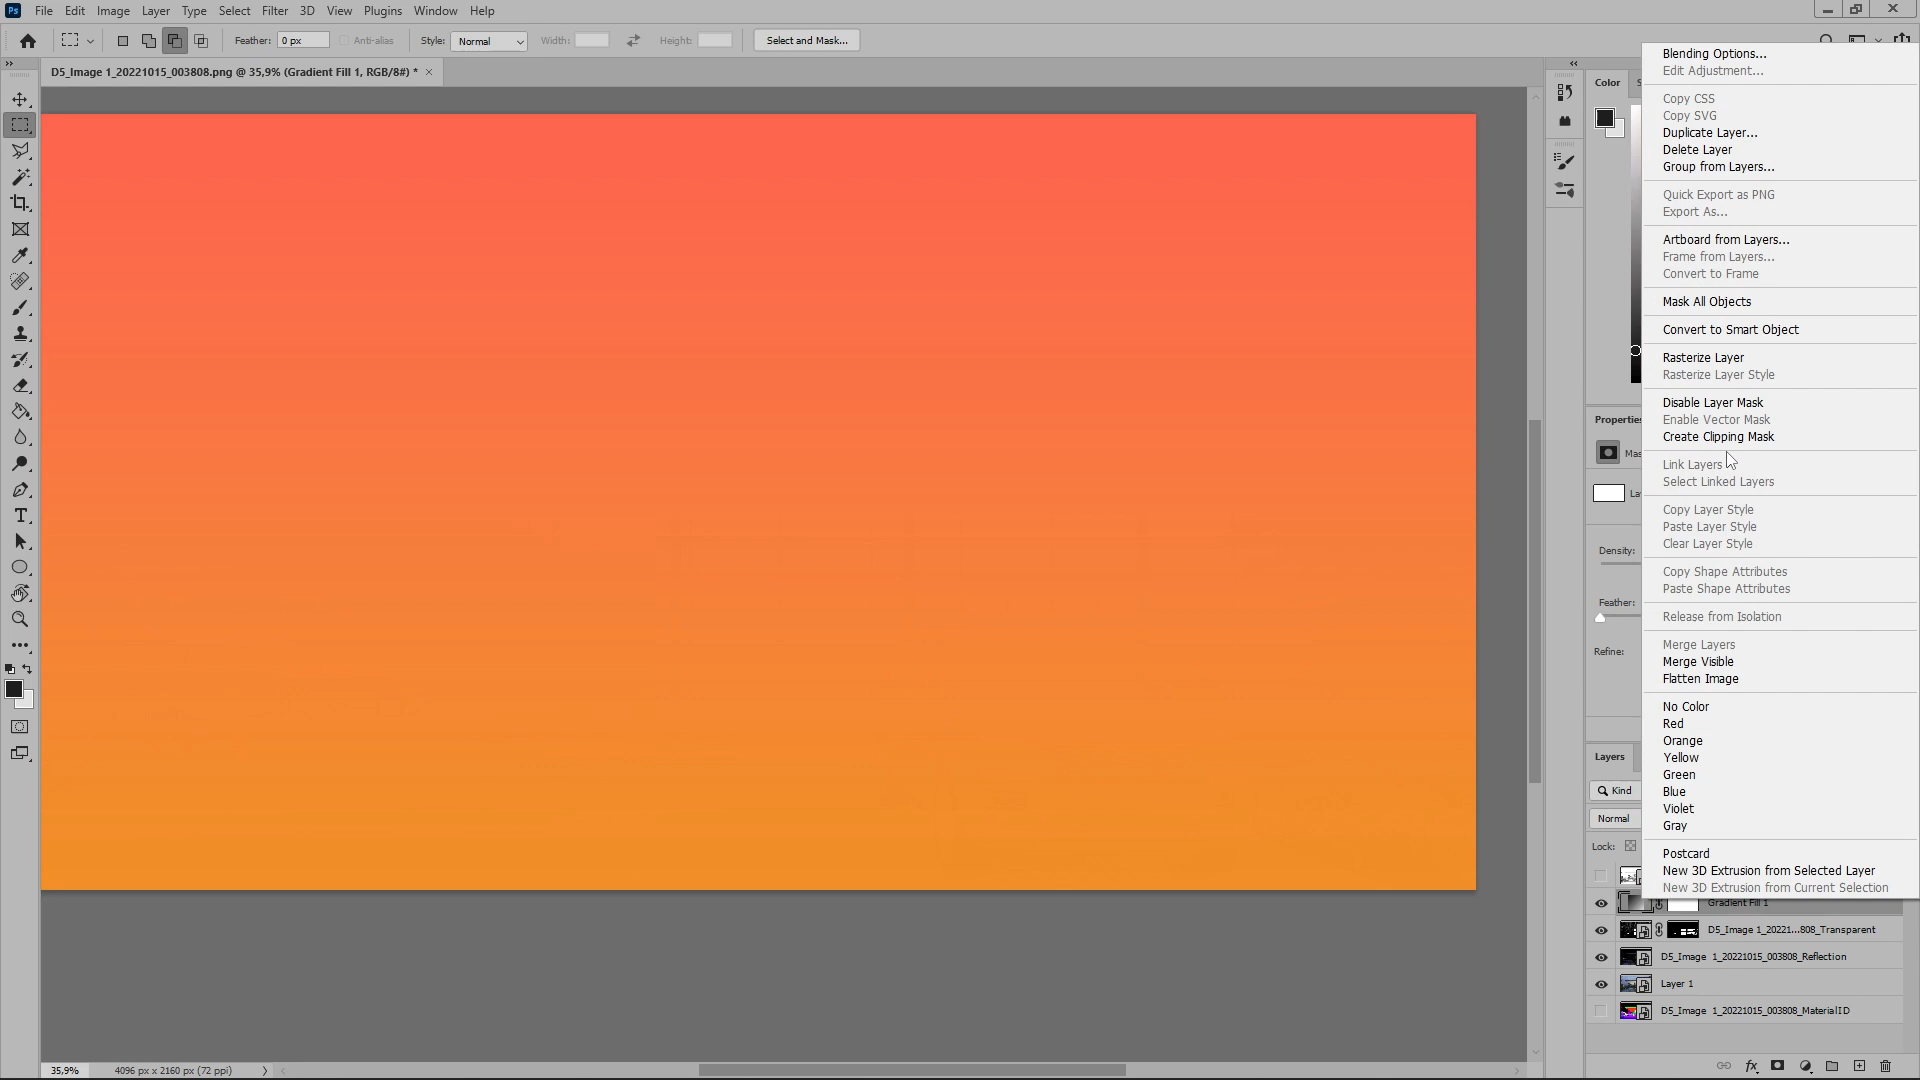 Ps File Edit Image Layer Type Select Filter 3D View Plugins Window Help
Feather: 0 px Anti-alias Style: Normal Width: Height: Select and Mask...
D5_Image 1_20221015_003808.png @ 35,9% (Gradient Fill 1, RGB/8#) *
Color
Blending Options...
Edit Adjustment...
Copy CSS
Copy SVG
Duplicate Layer...
Delete Layer
Group from Layers...
Quick Export as PNG
Export As...
Artboard from Layers...
Frame from Layers...
Convert to Frame
Mask All Objects
Convert to Smart Object
Rasterize Layer
Rasterize Layer Style
Disable Layer Mask
Enable Vector Mask
Create Clipping Mask
Link Layers
Select Linked Layers
Copy Layer Style
Paste Layer Style
Clear Layer Style
Copy Shape Attributes
Paste Shape Attributes
Release from Isolation
Merge Layers
Merge Visible
Flatten Image
No Color
Red
Orange
Yellow
Green
Blue
Violet
Gray
Postcard
New 3D Extrusion from Selected Layer
New 3D Extrusion from Current Selection
Properties
Density:
Feather:
Refine:
Layers
Kind
Normal
Lock:
Gradient Fill 1
D5_Image 1_20221...808_Transparent
D5_Image 1_20221015_003808_Reflection
Layer 1
D5_Image 1_20221015_003808_MaterialID
35,9% 4096 px x 2160 px (72 ppi)